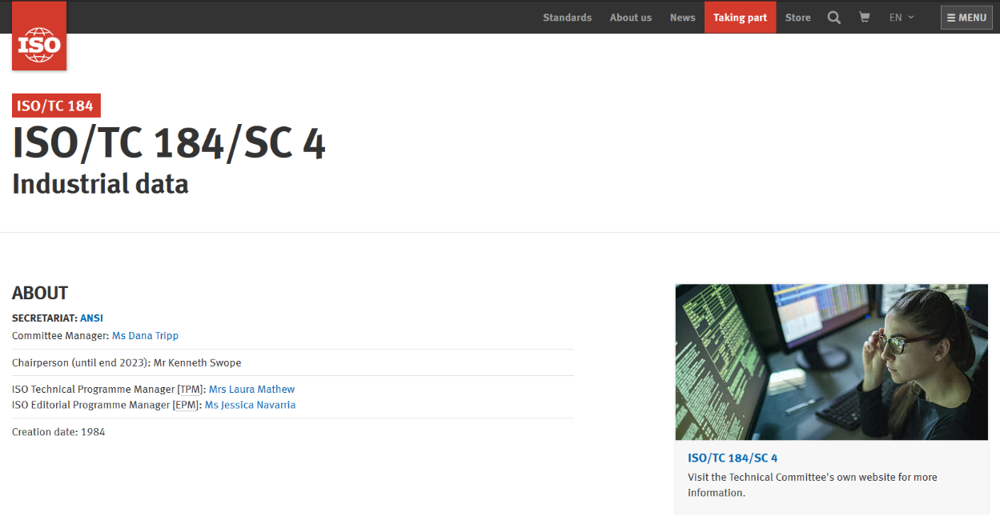 Standards About us News Taking part Store EN MENU
ISO
ISO/TC 184
ISO/TC 184/SC 4
Industrial data
ABOUT
SECRETARIAT: ANSI
Committee Manager: Ms Dana Tripp
Chairperson (until end 2023): Mr Kenneth Swope
ISO Technical Programme Manager [TPM]: Mrs Laura Mathew
ISO Editorial Programme Manager [EPM]: Ms Jessica Navarria
Creation date: 1984
ISO/TC 184/SC 4
Visit the Technical Committee's own website for more
information.